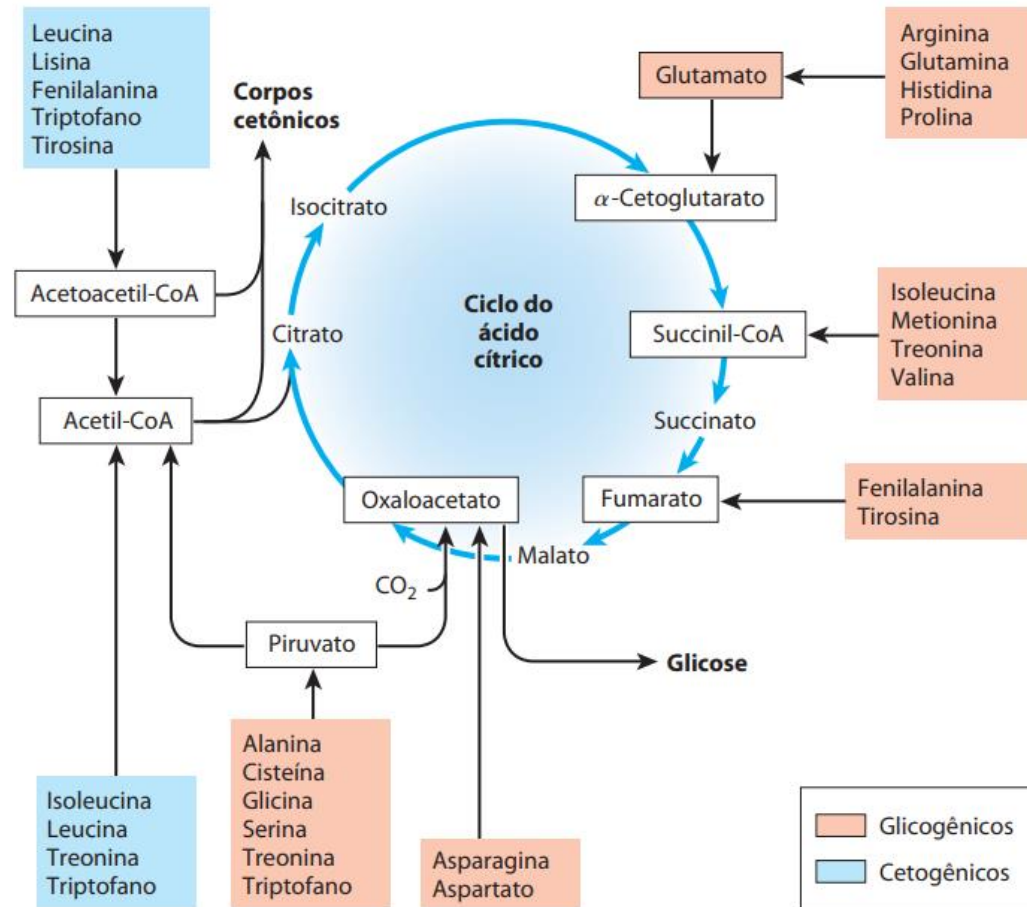 Leucina
Lisina
Fenilalanina
Triptofano
Tirosina
Corpos
cetônicos
Glutamato
Arginina
Glutamina
Histidina
Prolina
Isocitrato
α-Cetoglutarato
Acetoacetil-CoA
Citrato
Ciclo do
ácido
cítrico
Succinil-CoA
Isoleucina
Metionina
Treonina
Valina
Acetil-CoA
Succinato
Oxaloacetato
Fumarato
Fenilalanina
Tirosina
Malato
CO₂
Piruvato
Glicose
Isoleucina
Leucina
Treonina
Triptofano
Alanina
Cisteína
Glicina
Serina
Treonina
Triptofano
Asparagina
Aspartato
Glicogênicos
Cetogênicos